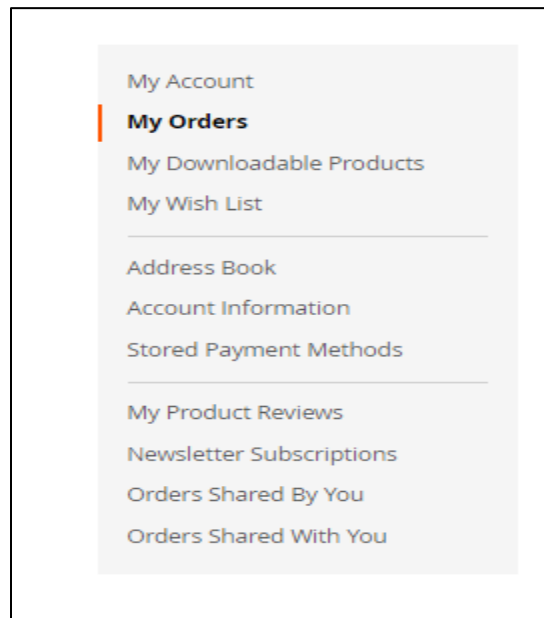 My Account
My Orders
My Downloadable Products
My Wish List
Address Book
Account Information
Stored Payment Methods
My Product Reviews
Newsletter Subscriptions
Orders Shared By You
Orders Shared With You